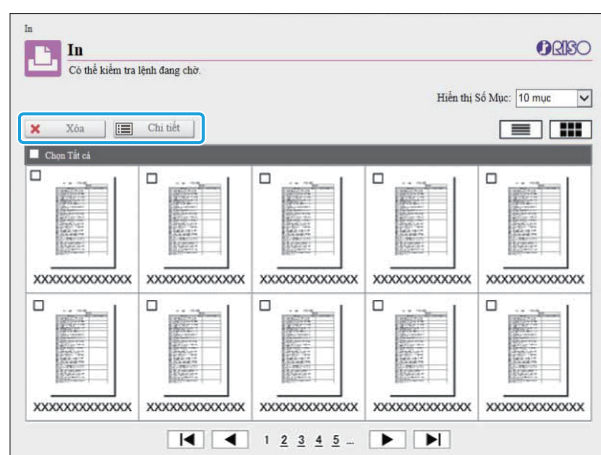 In
In
RISO
Có thể kiểm tra lệnh đang chờ.
Hiển thị Số Mục: 10 mục
Xóa Chi tiết
Chọn Tất cả
XXXXXXXXXXXXX XXXXXXXXXXXXX XXXXXXXXXXXXX XXXXXXXXXXXXX XXXXXXXXXXXXX
XXXXXXXXXXXXX XXXXXXXXXXXXX XXXXXXXXXXXXX XXXXXXXXXXXXX XXXXXXXXXXXXX
1 2 3 4 5 ...